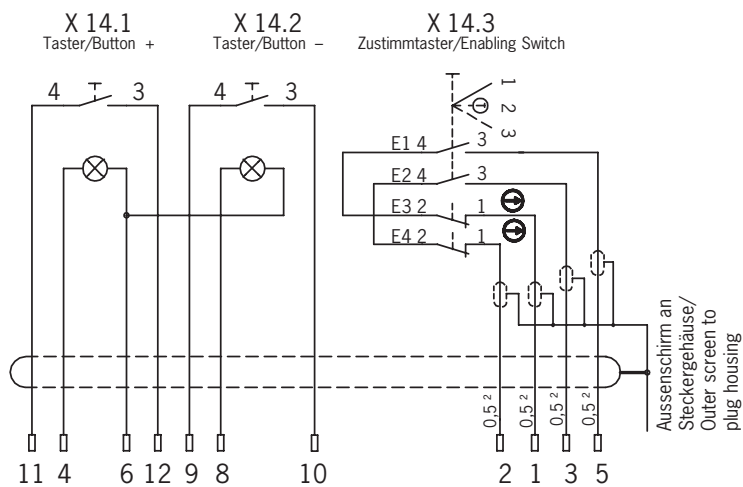 X 14.1
Taster/Button +
X 14.2
Taster/Button –
X 14.3
Zustimmtaster/Enabling Switch
4 3
4 3
1
2
3
E1 4 3
E2 4 3
E3 2 1
E4 2 1
Aussenschirm an
Steckergehäuse/
Outer screen to
plug housing
0,5 ²
0,5 ²
0,5 ²
0,5 ²
11 4 6 12 9 8 10 2 1 3 5